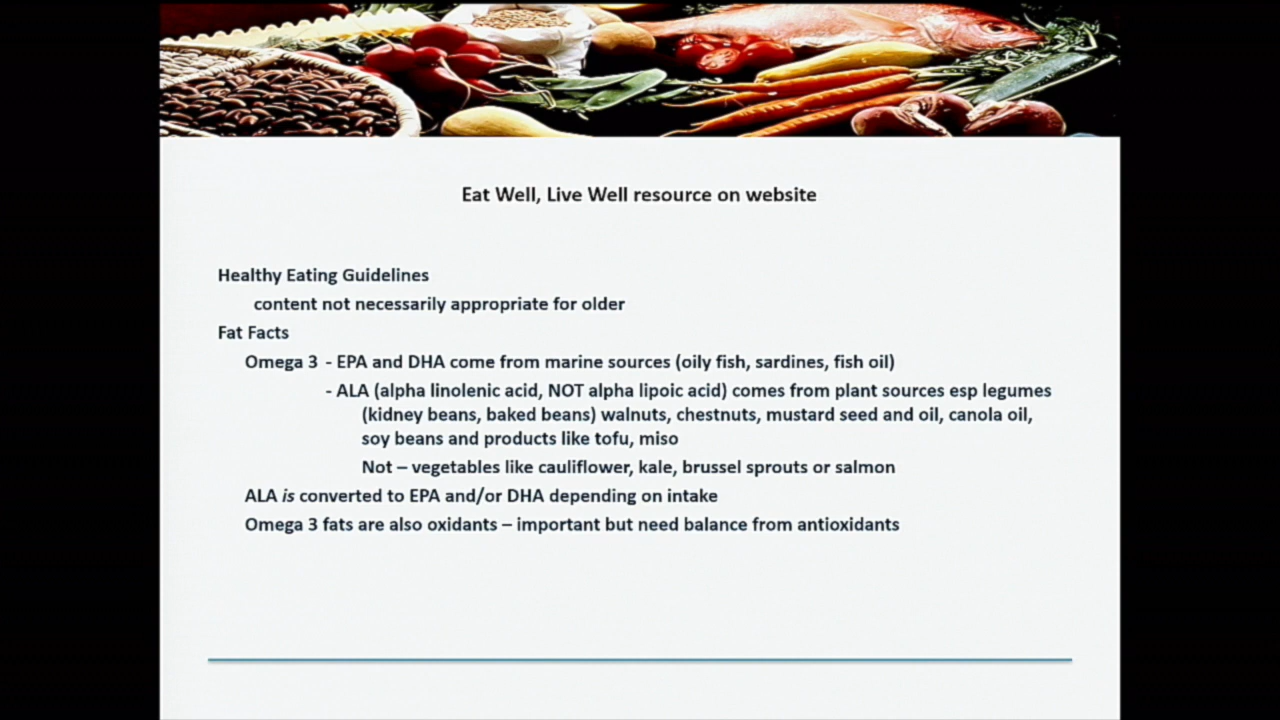 Eat Well, Live Well resource on website
Healthy Eating Guidelines
content not necessarily appropriate for older
Fat Facts
Omega 3 - EPA and DHA come from marine sources (oily fish, sardines, fish oil)
- ALA (alpha linolenic acid, NOT alpha lipoic acid) comes from plant sources esp legumes
(kidney beans, baked beans) walnuts, chestnuts, mustard seed and oil, canola oil,
soy beans and products like tofu, miso
Not – vegetables like cauliflower, kale, brussel sprouts or salmon
ALA is converted to EPA and/or DHA depending on intake
Omega 3 fats are also oxidants – important but need balance from antioxidants